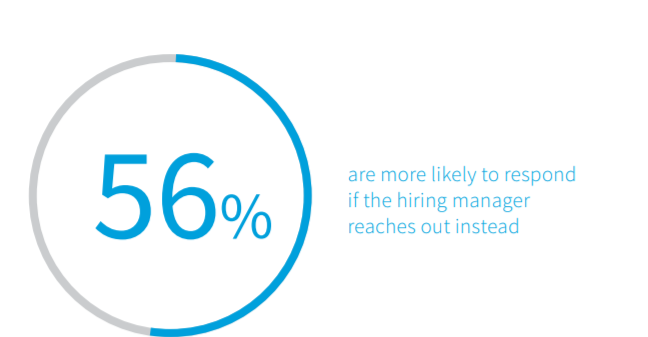 56%
are more likely to respond
if the hiring manager
reaches out instead